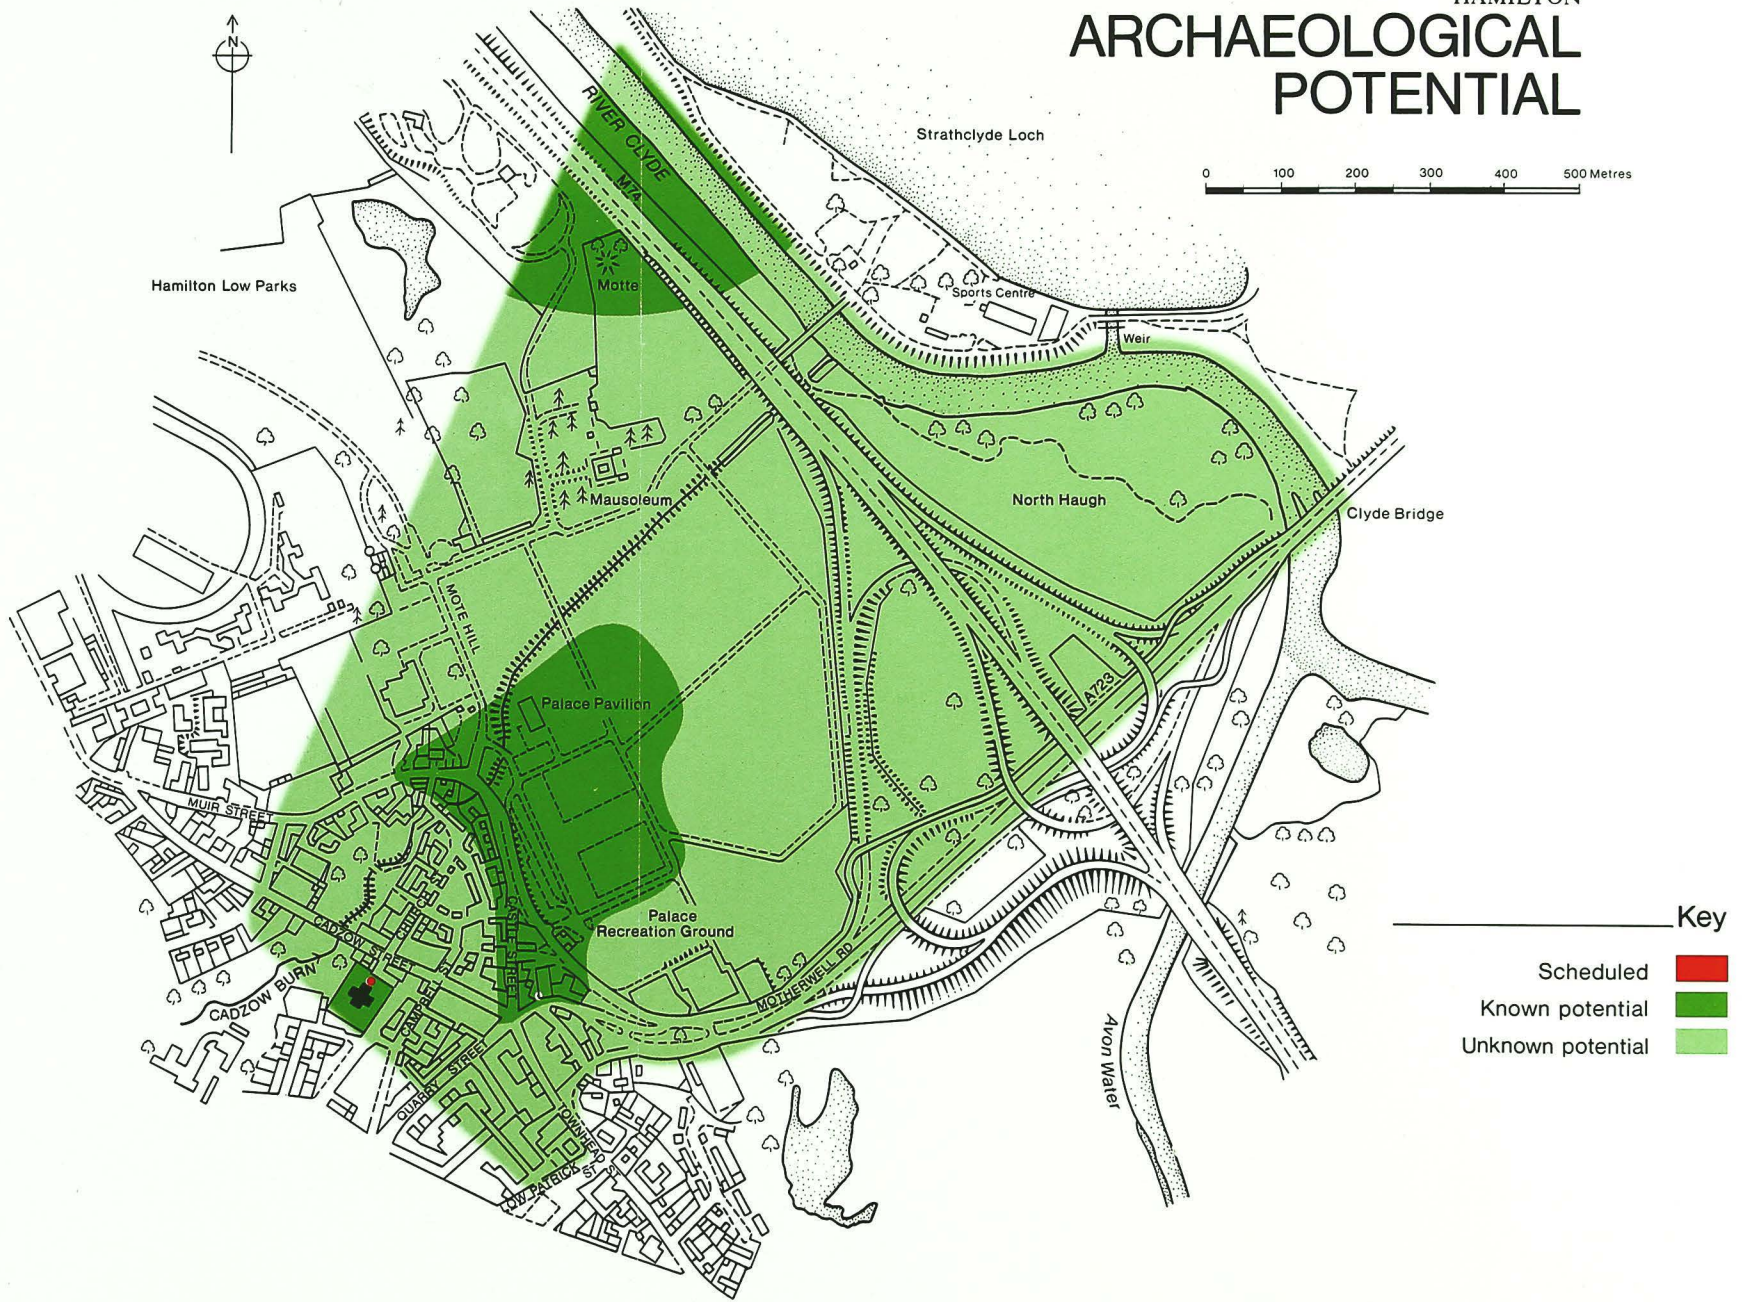 HAMILTON
ARCHAEOLOGICAL
POTENTIAL
N
0 100 200 300 400 500 Metres
RIVER CLYDE
M74
Strathclyde Loch
Hamilton Low Parks
Motte
Sports Centre
Weir
Mausoleum
North Haugh
Clyde Bridge
MOTE HILL
Palace Pavilion
A723
MUIR STREET
CASTLE STREET
Palace
Recreation Ground
CADZOW STREET
CHURCH
CADZOW BURN
CAMPBELL ST
MOTHERWELL RD
QUARRY STREET
TOWNHEAD ST
LOW PATRICK ST
Avon Water
Key
Scheduled
Known potential
Unknown potential